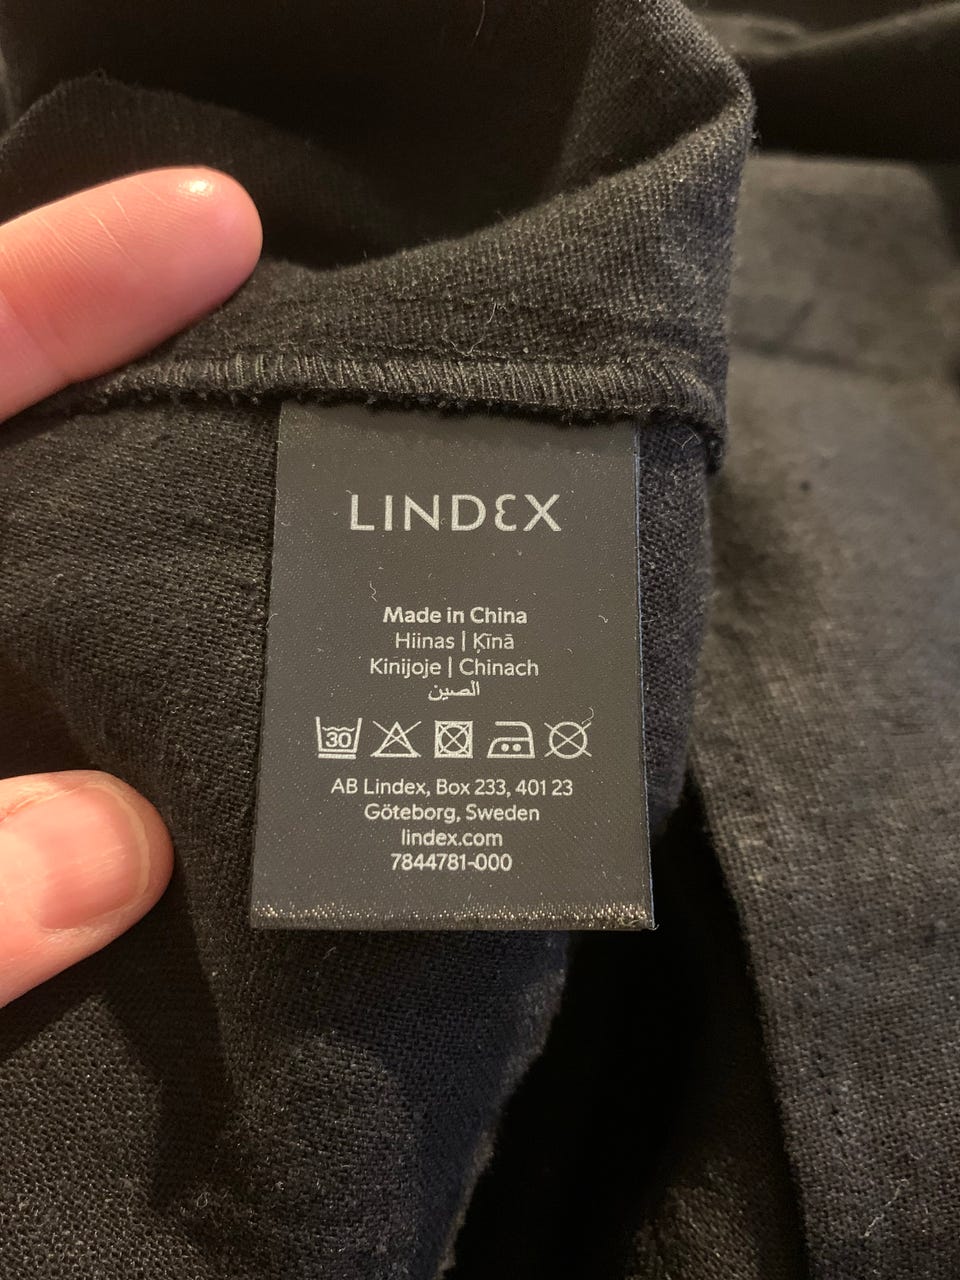 LINDEX
Made in China
Hiinas | Ķīnā
Kinijoje | Chinach
الصين
30
AB Lindex, Box 233, 401 23
Göteborg, Sweden
lindex.com
7844781-000